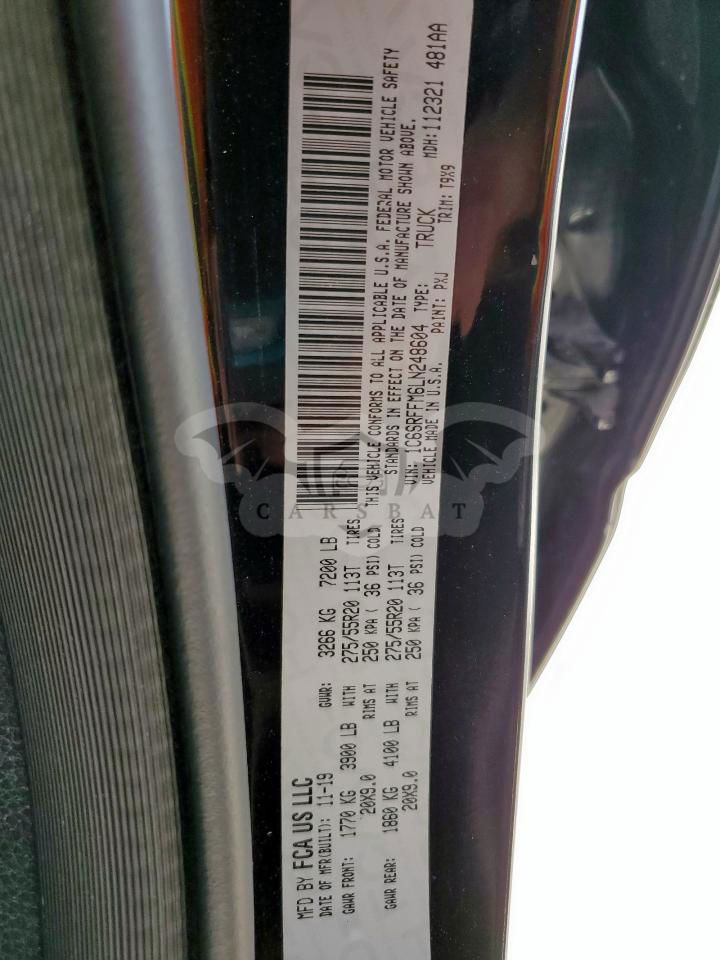 MFD BY FCA US LLC
DATE OF MFR(BUILT): 11-19 GVWR: 3266 KG 7200 LB
GAWR FRONT: 1770 KG 3900 LB WITH 275/55R20 113T TIRES
20X9.0 RIMS AT 250 KPA ( 36 PSI) COLD
GAWR REAR: 1860 KG 4100 LB WITH 275/55R20 113T TIRES
20X9.0 RIMS AT 250 KPA ( 36 PSI) COLD
THIS VEHICLE CONFORMS TO ALL APPLICABLE U.S.A. FEDERAL MOTOR VEHICLE SAFETY
STANDARDS IN EFFECT ON THE DATE OF MANUFACTURE SHOWN ABOVE.
VIN: 1C6SRFFM6LN248604 TYPE: TRUCK MDH: 112321 481AA
VEHICLE MADE IN U.S.A. PAINT: PXJ TRIM: T9X9
CARSBAT